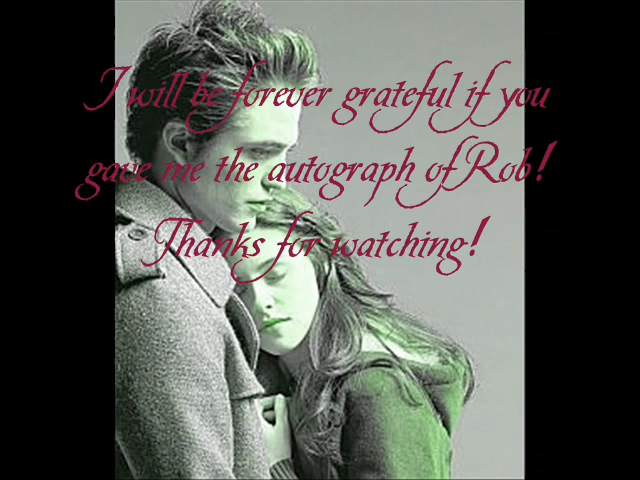 I will be forever grateful if you
gave me the autograph of Rob!
Thanks for watching!